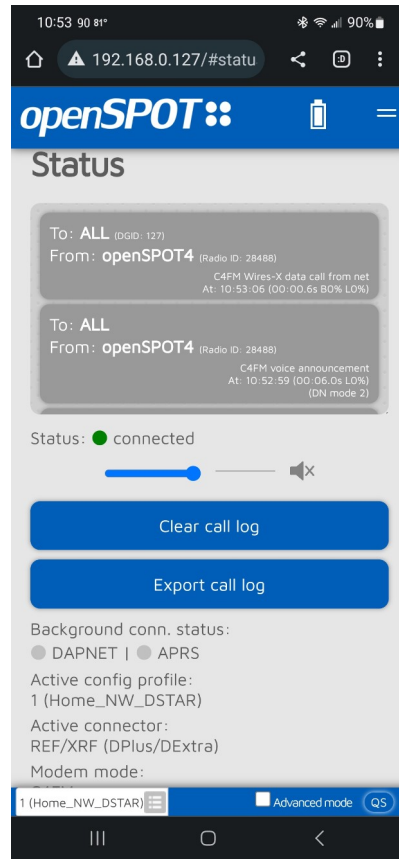 10:53 90 81° 90%
192.168.0.127/#statu :D
openSPOT
Status
To: ALL (DGID: 127)
From: openSPOT4 (Radio ID: 28488)
C4FM Wires-X data call from net
At: 10:53:06 (00:00.6s B0% L0%)
To: ALL
From: openSPOT4 (Radio ID: 28488)
C4FM voice announcement
At: 10:52:59 (00:06.0s L0%)
(DN mode 2)
Status: connected
Clear call log
Export call log
Background conn. status:
DAPNET | APRS
Active config profile:
1 (Home_NW_DSTAR)
Active connector:
REF/XRF (DPlus/DExtra)
Modem mode:
1 (Home_NW_DSTAR) Advanced mode QS